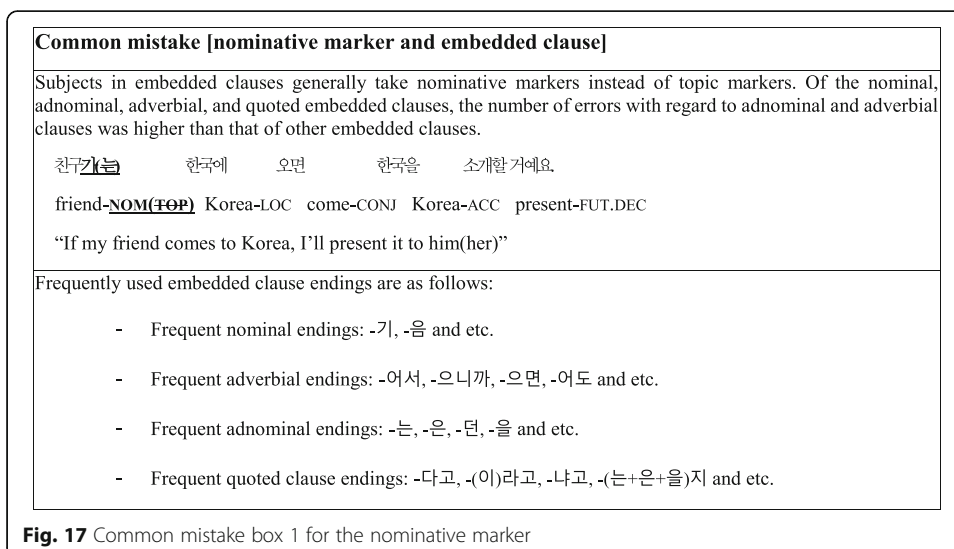 Common mistake [nominative marker and embedded clause]
Subjects in embedded clauses generally take nominative markers instead of topic markers. Of the nominal,
adnominal, adverbial, and quoted embedded clauses, the number of errors with regard to adnominal and adverbial
clauses was higher than that of other embedded clauses.
친구가(는) 한국에 오면 한국을 소개할 거예요.
friend-NOM(TOP) Korea-LOC come-CONJ Korea-ACC present-FUT.DEC
“If my friend comes to Korea, I’ll present it to him(her)”
Frequently used embedded clause endings are as follows:
- Frequent nominal endings: -기, -음 and etc.
- Frequent adverbial endings: -어서, -으니까, -으면, -어도 and etc.
- Frequent adnominal endings: -는, -은, -던, -을 and etc.
- Frequent quoted clause endings: -다고, -(이)라고, -냐고, -(는+은+을)지 and etc.
Fig. 17 Common mistake box 1 for the nominative marker